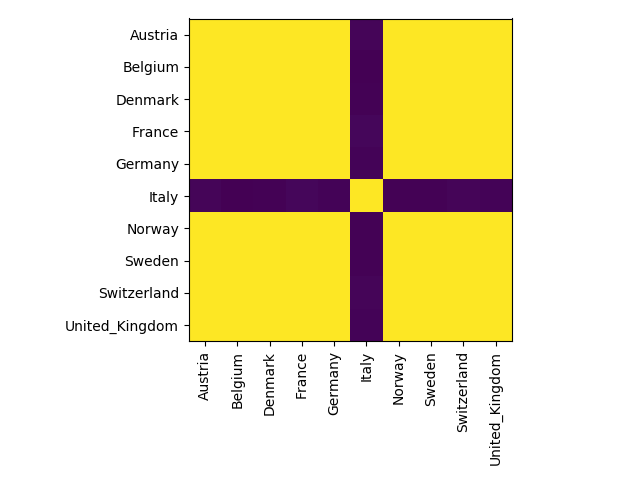 Austria
Belgium
Denmark
France
Germany
Italy
Norway
Sweden
Switzerland
United_Kingdom
Austria
Belgium
Denmark
France
Germany
Italy
Norway
Sweden
Switzerland
United_Kingdom